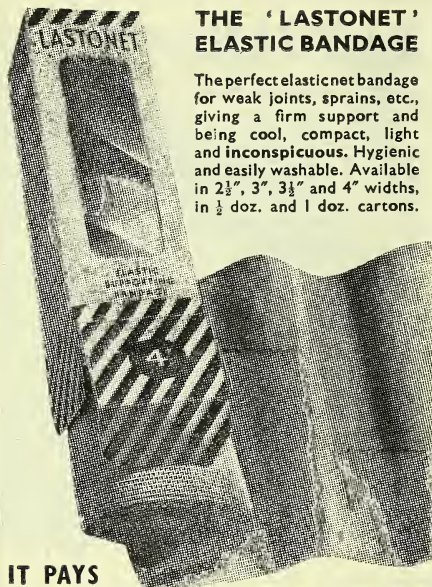 THE ‘LASTONET’
ELASTIC BANDAGE
The perfect elastic net bandage
for weak joints, sprains, etc.,
giving a firm support and
being cool, compact, light
and inconspicuous. Hygienic
and easily washable. Available
in 2½", 3", 3½" and 4" widths,
in ½ doz. and 1 doz. cartons.
LASTONET
ELASTIC
SUPPORTING
BANDAGE
4"
IT PAYS